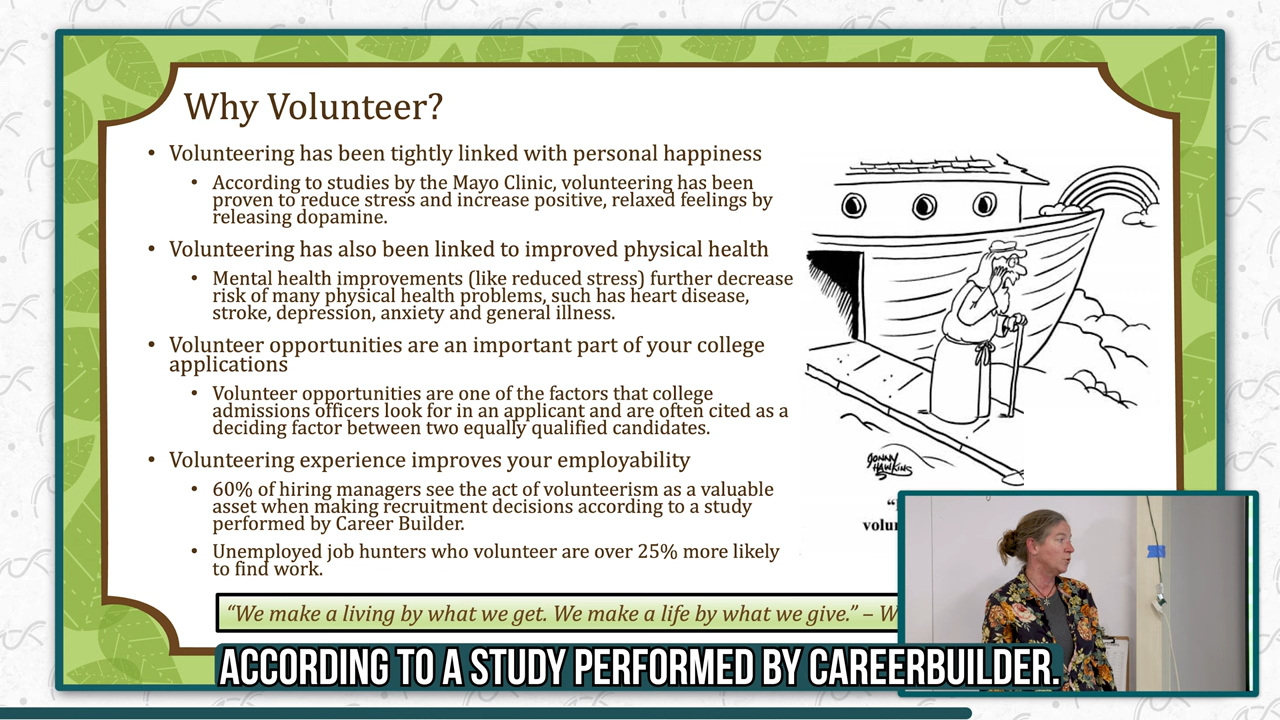 Why Volunteer?
• Volunteering has been tightly linked with personal happiness
• According to studies by the Mayo Clinic, volunteering has been
proven to reduce stress and increase positive, relaxed feelings by
releasing dopamine.
• Volunteering has also been linked to improved physical health
• Mental health improvements (like reduced stress) further decrease
risk of many physical health problems, such has heart disease,
stroke, depression, anxiety and general illness.
• Volunteer opportunities are an important part of your college
applications
• Volunteer opportunities are one of the factors that college
admissions officers look for in an applicant and are often cited as a
deciding factor between two equally qualified candidates.
• Volunteering experience improves your employability
• 60% of hiring managers see the act of volunteerism as a valuable
asset when making recruitment decisions according to a study
performed by Career Builder.
• Unemployed job hunters who volunteer are over 25% more likely
to find work.
JONNY
HAWKINS
“We make a living by what we get. We make a life by what we give.” – W
ACCORDING TO A STUDY PERFORMED BY CAREERBUILDER.